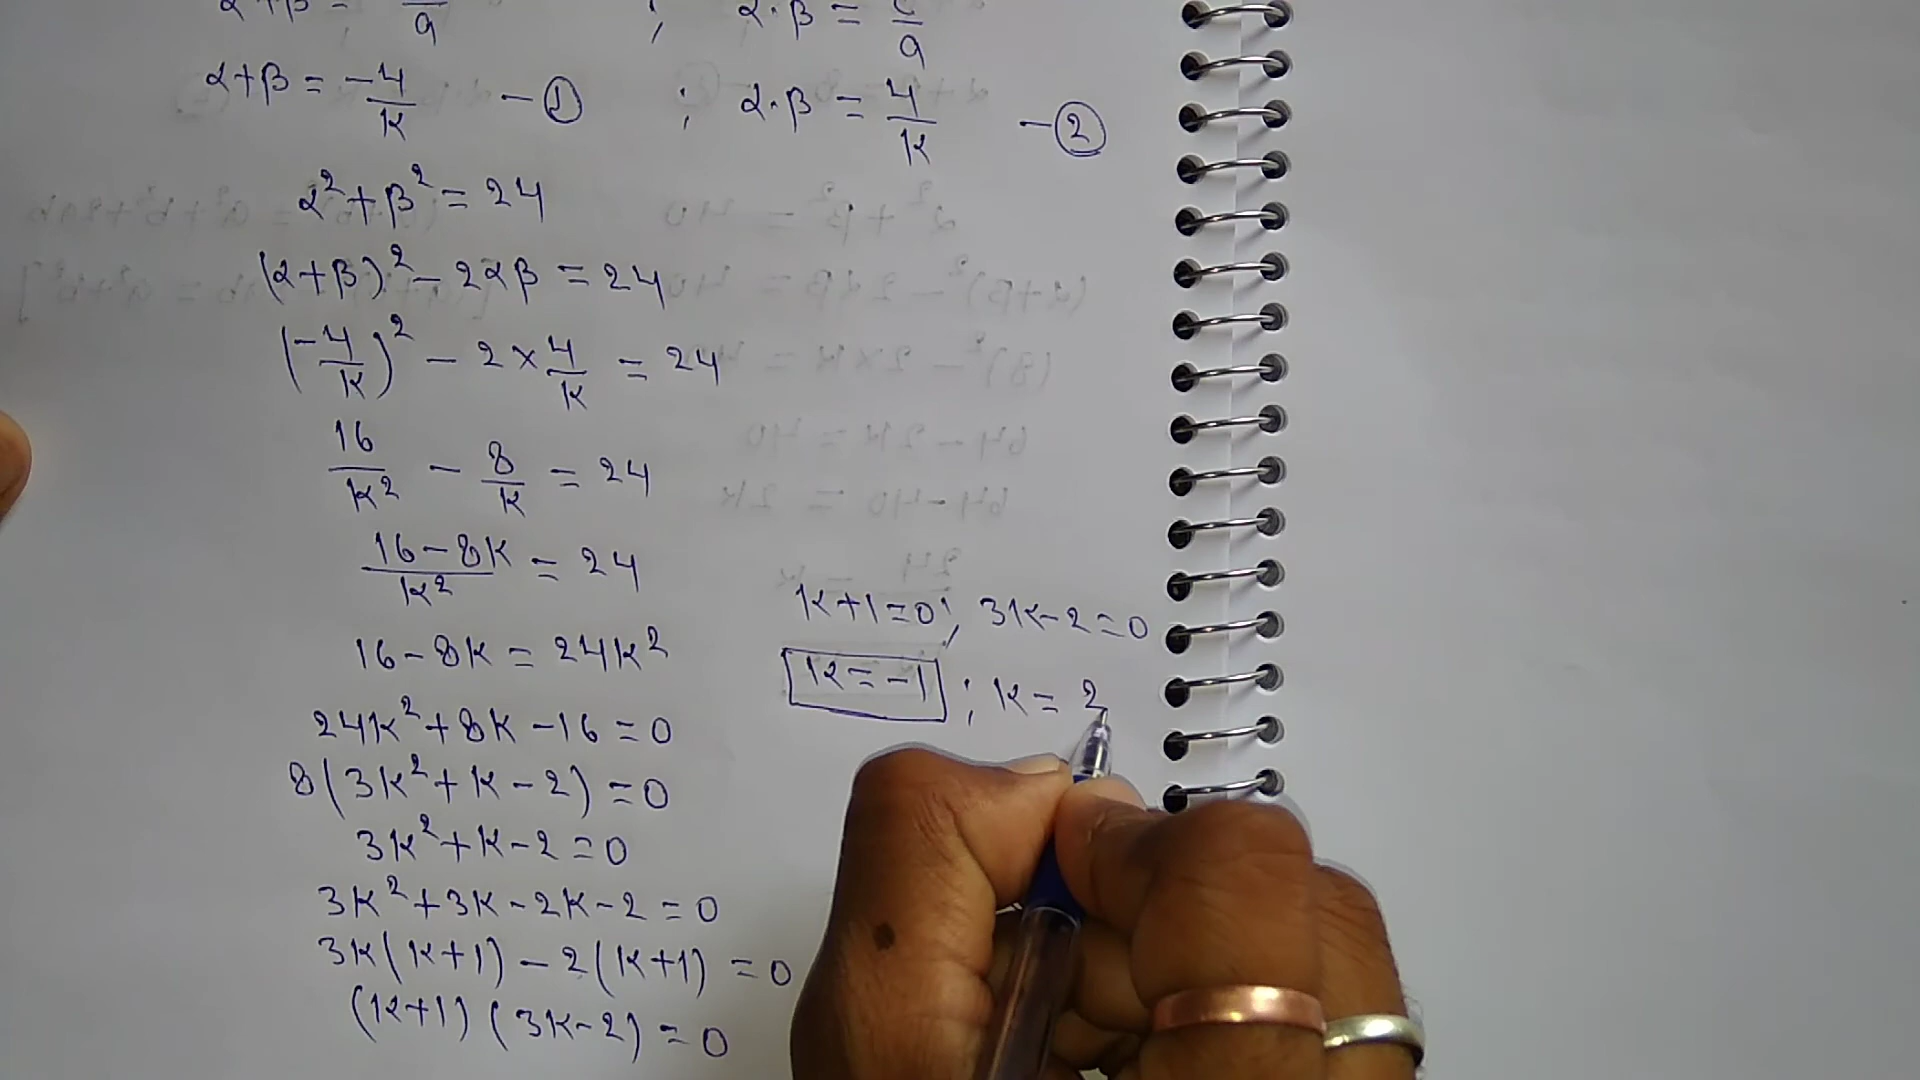 α+β = — a ; α·β = c/a
α+β = -4/k - ① ; α·β = 4/k - ②
α² + β² = 24
(α+β)² - 2αβ = 24
(-4/k)² - 2 × 4/k = 24
16/k² - 8/k = 24
16-8k/k² = 24
16-8k = 24k²
24k² + 8k - 16 = 0
8(3k² + k - 2) = 0
3k² + k - 2 = 0
3k² + 3k - 2k - 2 = 0
3k(k+1) - 2(k+1) = 0
(k+1) (3k-2) = 0
k+1=0 ; 3k-2=0
k = -1 ; k = 2